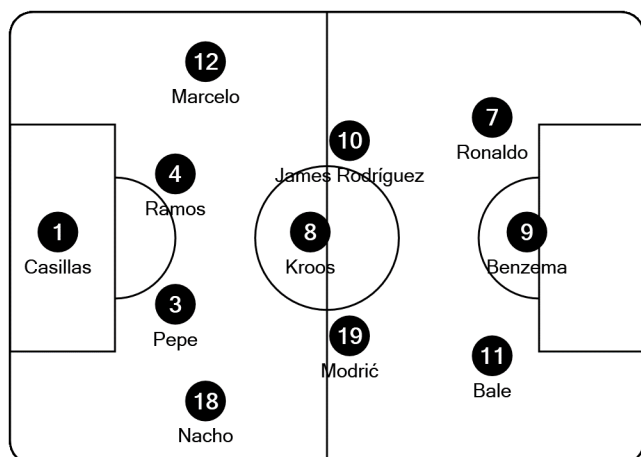 12
Marcelo
7
Ronaldo
10
James Rodríguez
4
Ramos
1
Casillas
8
Kroos
9
Benzema
3
Pepe
19
Modrić
11
Bale
18
Nacho